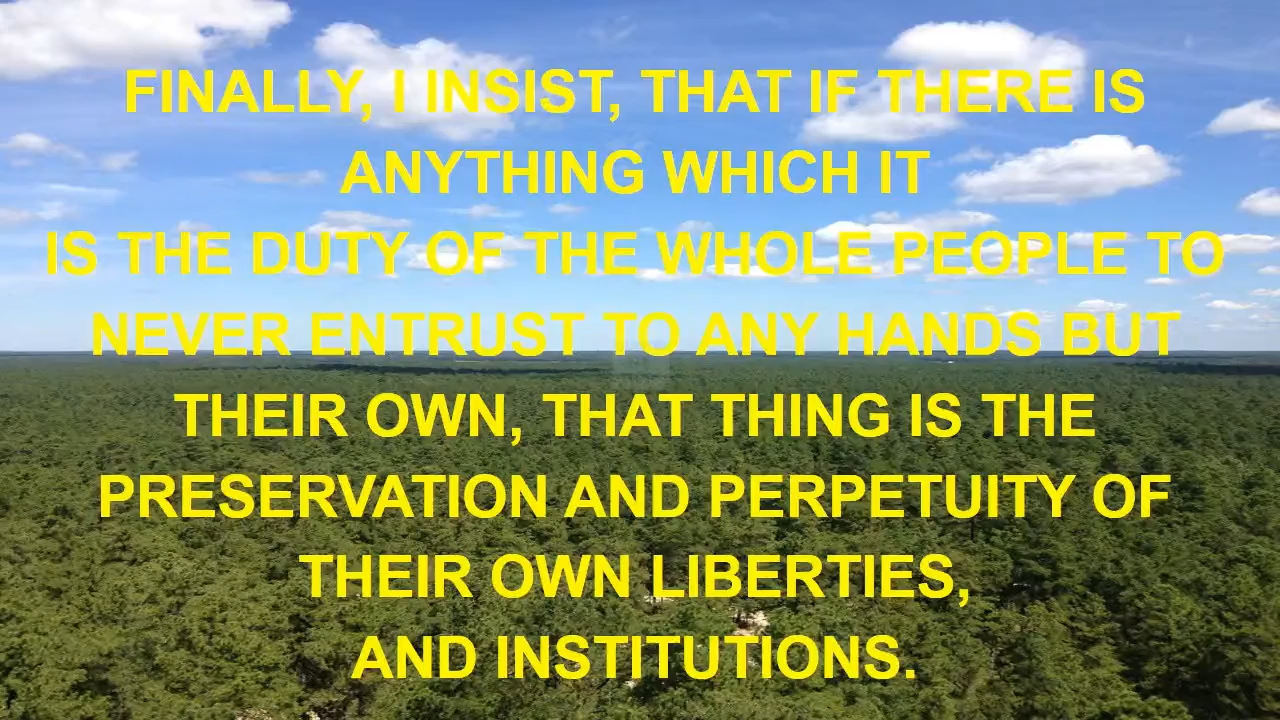 FINALLY, I INSIST, THAT IF THERE IS
ANYTHING WHICH IT
IS THE DUTY OF THE WHOLE PEOPLE TO
NEVER ENTRUST TO ANY HANDS BUT
THEIR OWN, THAT THING IS THE
PRESERVATION AND PERPETUITY OF
THEIR OWN LIBERTIES,
AND INSTITUTIONS.